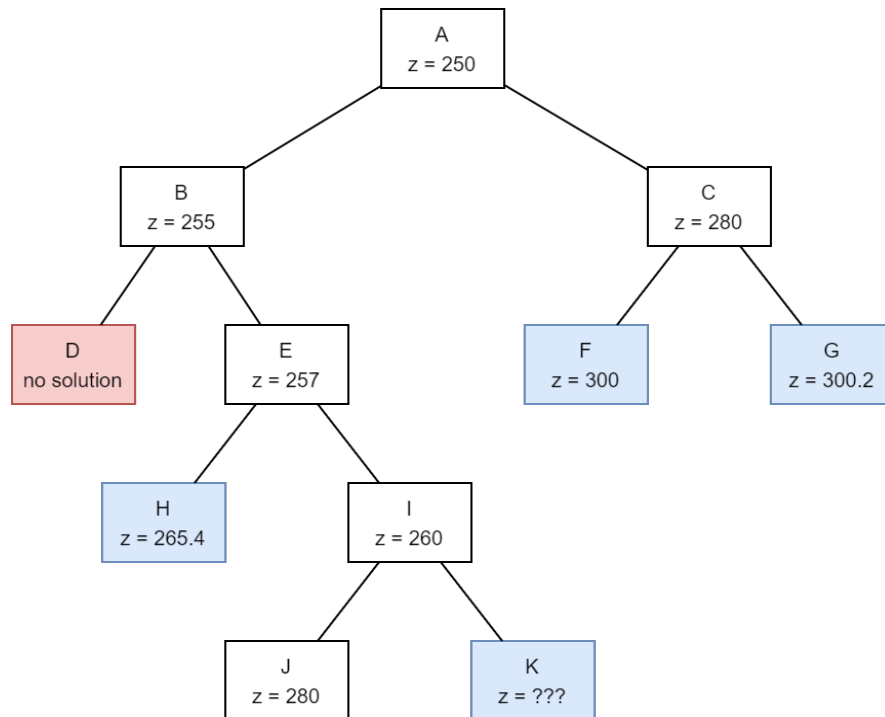 A
z = 250
B
z = 255
C
z = 280
D
no solution
E
z = 257
F
z = 300
G
z = 300.2
H
z = 265.4
I
z = 260
J
z = 280
K
z = ???